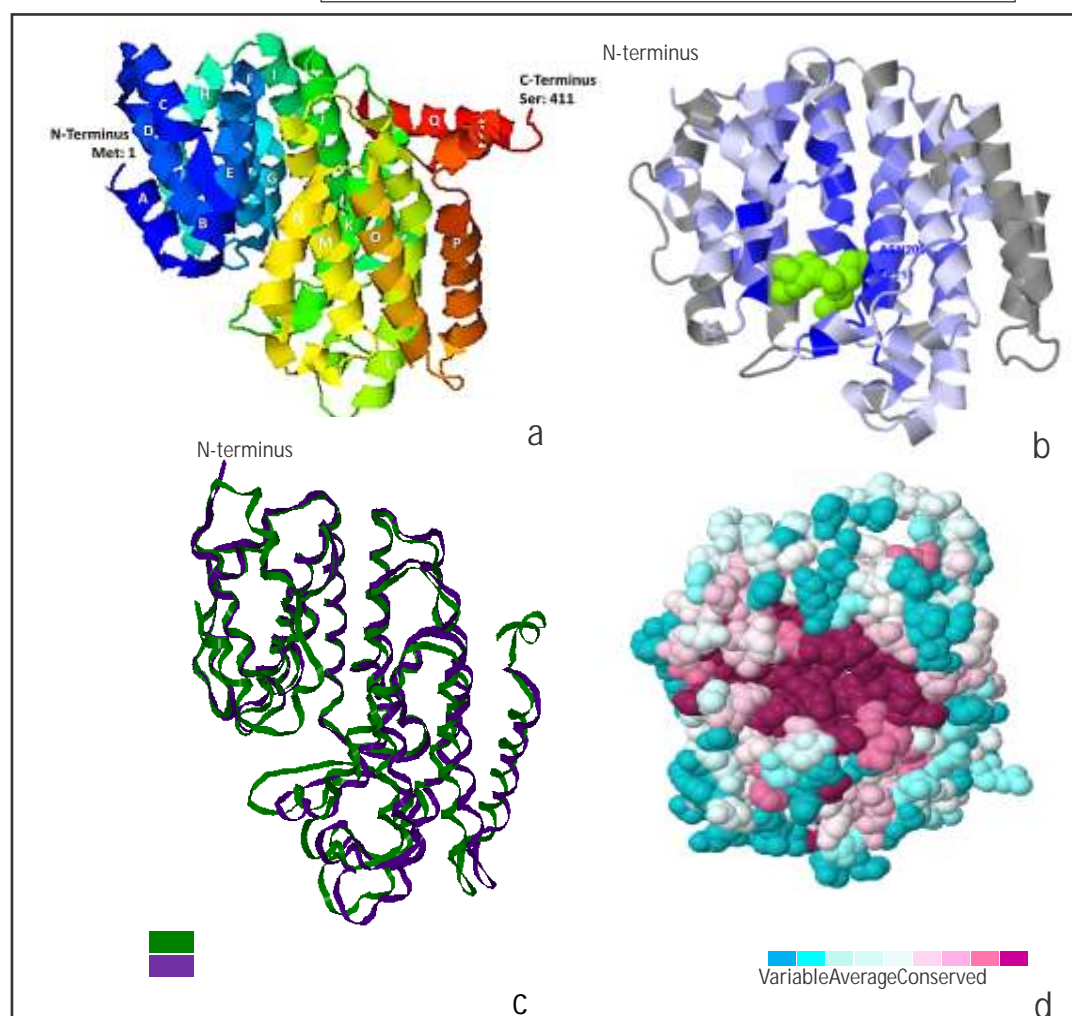 N-Terminus
Met: 1
C-Terminus
Ser: 411
A
B
C
D
E
G
H
I
K
M
N
O
P
Q
a
N-terminus
b
N-terminus
c
VariableAverageConserved
d